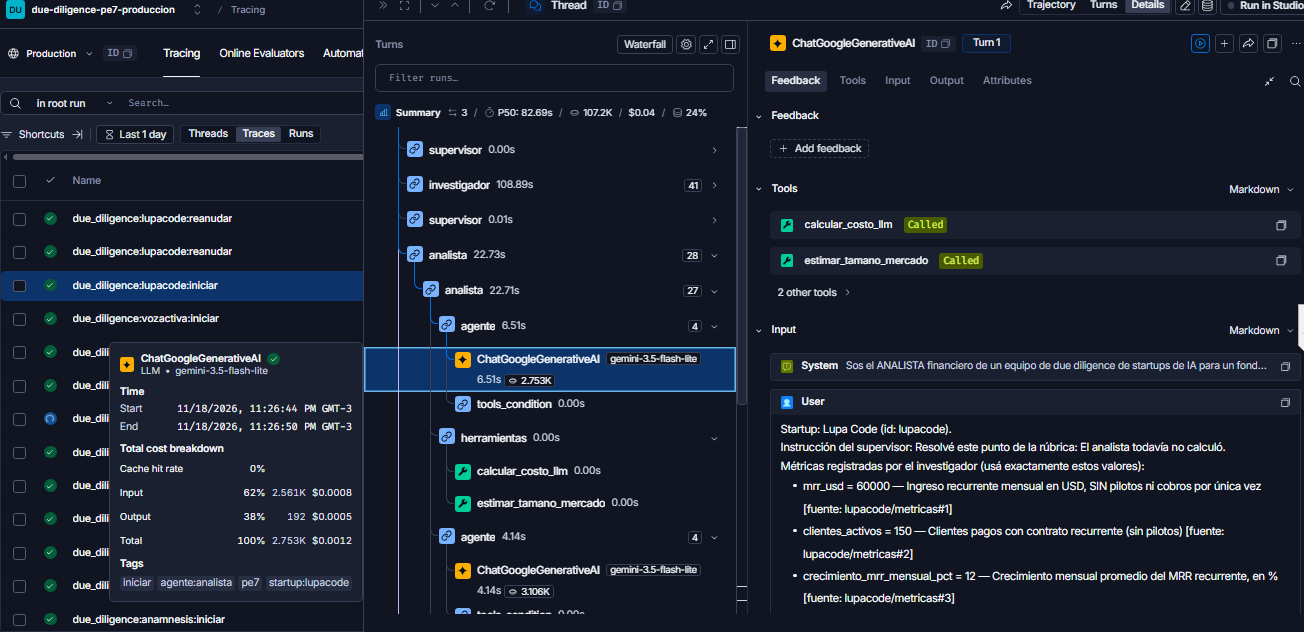 DU due-diligence-pe7-produccion / Tracing
Production ID
Tracing Online Evaluators Automat
in root run Search...
Shortcuts Last 1 day Threads Traces Runs
Name
due_diligence:lupacode:reanudar
due_diligence:lupacode:reanudar
due_diligence:lupacode:iniciar
due_diligence:vozactiva:iniciar
due_dili
due_dili
due_dili
due_dili
due_dili
due_dili
due_dili
due_dili
due_diligence:anamnesis:iniciar
ChatGoogleGenerativeAI
LLM • gemini-3.5-flash-lite
Time
Start 11/18/2026, 11:26:44 PM GMT-3
End 11/18/2026, 11:26:50 PM GMT-3
Total cost breakdown
Cache hit rate 0%
Input 62% 2.561K $0.0008
Output 38% 192 $0.0005
Total 100% 2.753K $0.0012
Tags
iniciar agente:analista pe7 startup:lupacode
Thread ID
Turns Waterfall
Filter runs...
Summary 3 / P50: 82.69s / 107.2K / $0.04 / 24%
supervisor 0.00s
investigador 108.89s 41
supervisor 0.01s
analista 22.73s 28
analista 22.71s 27
agente 6.51s 4
ChatGoogleGenerativeAI gemini-3.5-flash-lite
6.51s 2.753K
tools_condition 0.00s
herramientas 0.00s
calcular_costo_llm 0.00s
estimar_tamano_mercado 0.00s
agente 4.14s 4
ChatGoogleGenerativeAI gemini-3.5-flash-lite
4.14s 3.106K
tools_condition 0.00s
Trajectory Turns Details Run in Studio
ChatGoogleGenerativeAI ID Turn 1
Feedback Tools Input Output Attributes
Feedback
+ Add feedback
Tools Markdown
calcular_costo_llm Called
estimar_tamano_mercado Called
2 other tools
Input Markdown
System Sos el ANALISTA financiero de un equipo de due diligence de startups de IA para un fond...
User
Startup: Lupa Code (id: lupacode).
Instrucción del supervisor: Resolvé este punto de la rúbrica: El analista todavía no calculó.
Métricas registradas por el investigador (usá exactamente estos valores):
• mrr_usd = 60000 — Ingreso recurrente mensual en USD, SIN pilotos ni cobros por única vez
[fuente: lupacode/metricas#1]
• clientes_activos = 150 — Clientes pagos con contrato recurrente (sin pilotos) [fuente:
lupacode/metricas#2]
• crecimiento_mrr_mensual_pct = 12 — Crecimiento mensual promedio del MRR recurrente, en %
[fuente: lupacode/metricas#3]